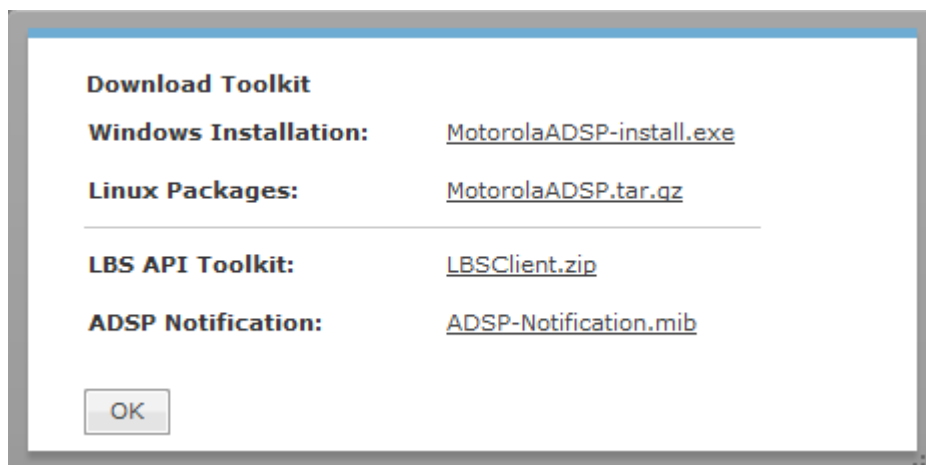 Download Toolkit
Windows Installation: MotorolaADSP-install.exe
Linux Packages: MotorolaADSP.tar.gz
LBS API Toolkit: LBSClient.zip
ADSP Notification: ADSP-Notification.mib
OK